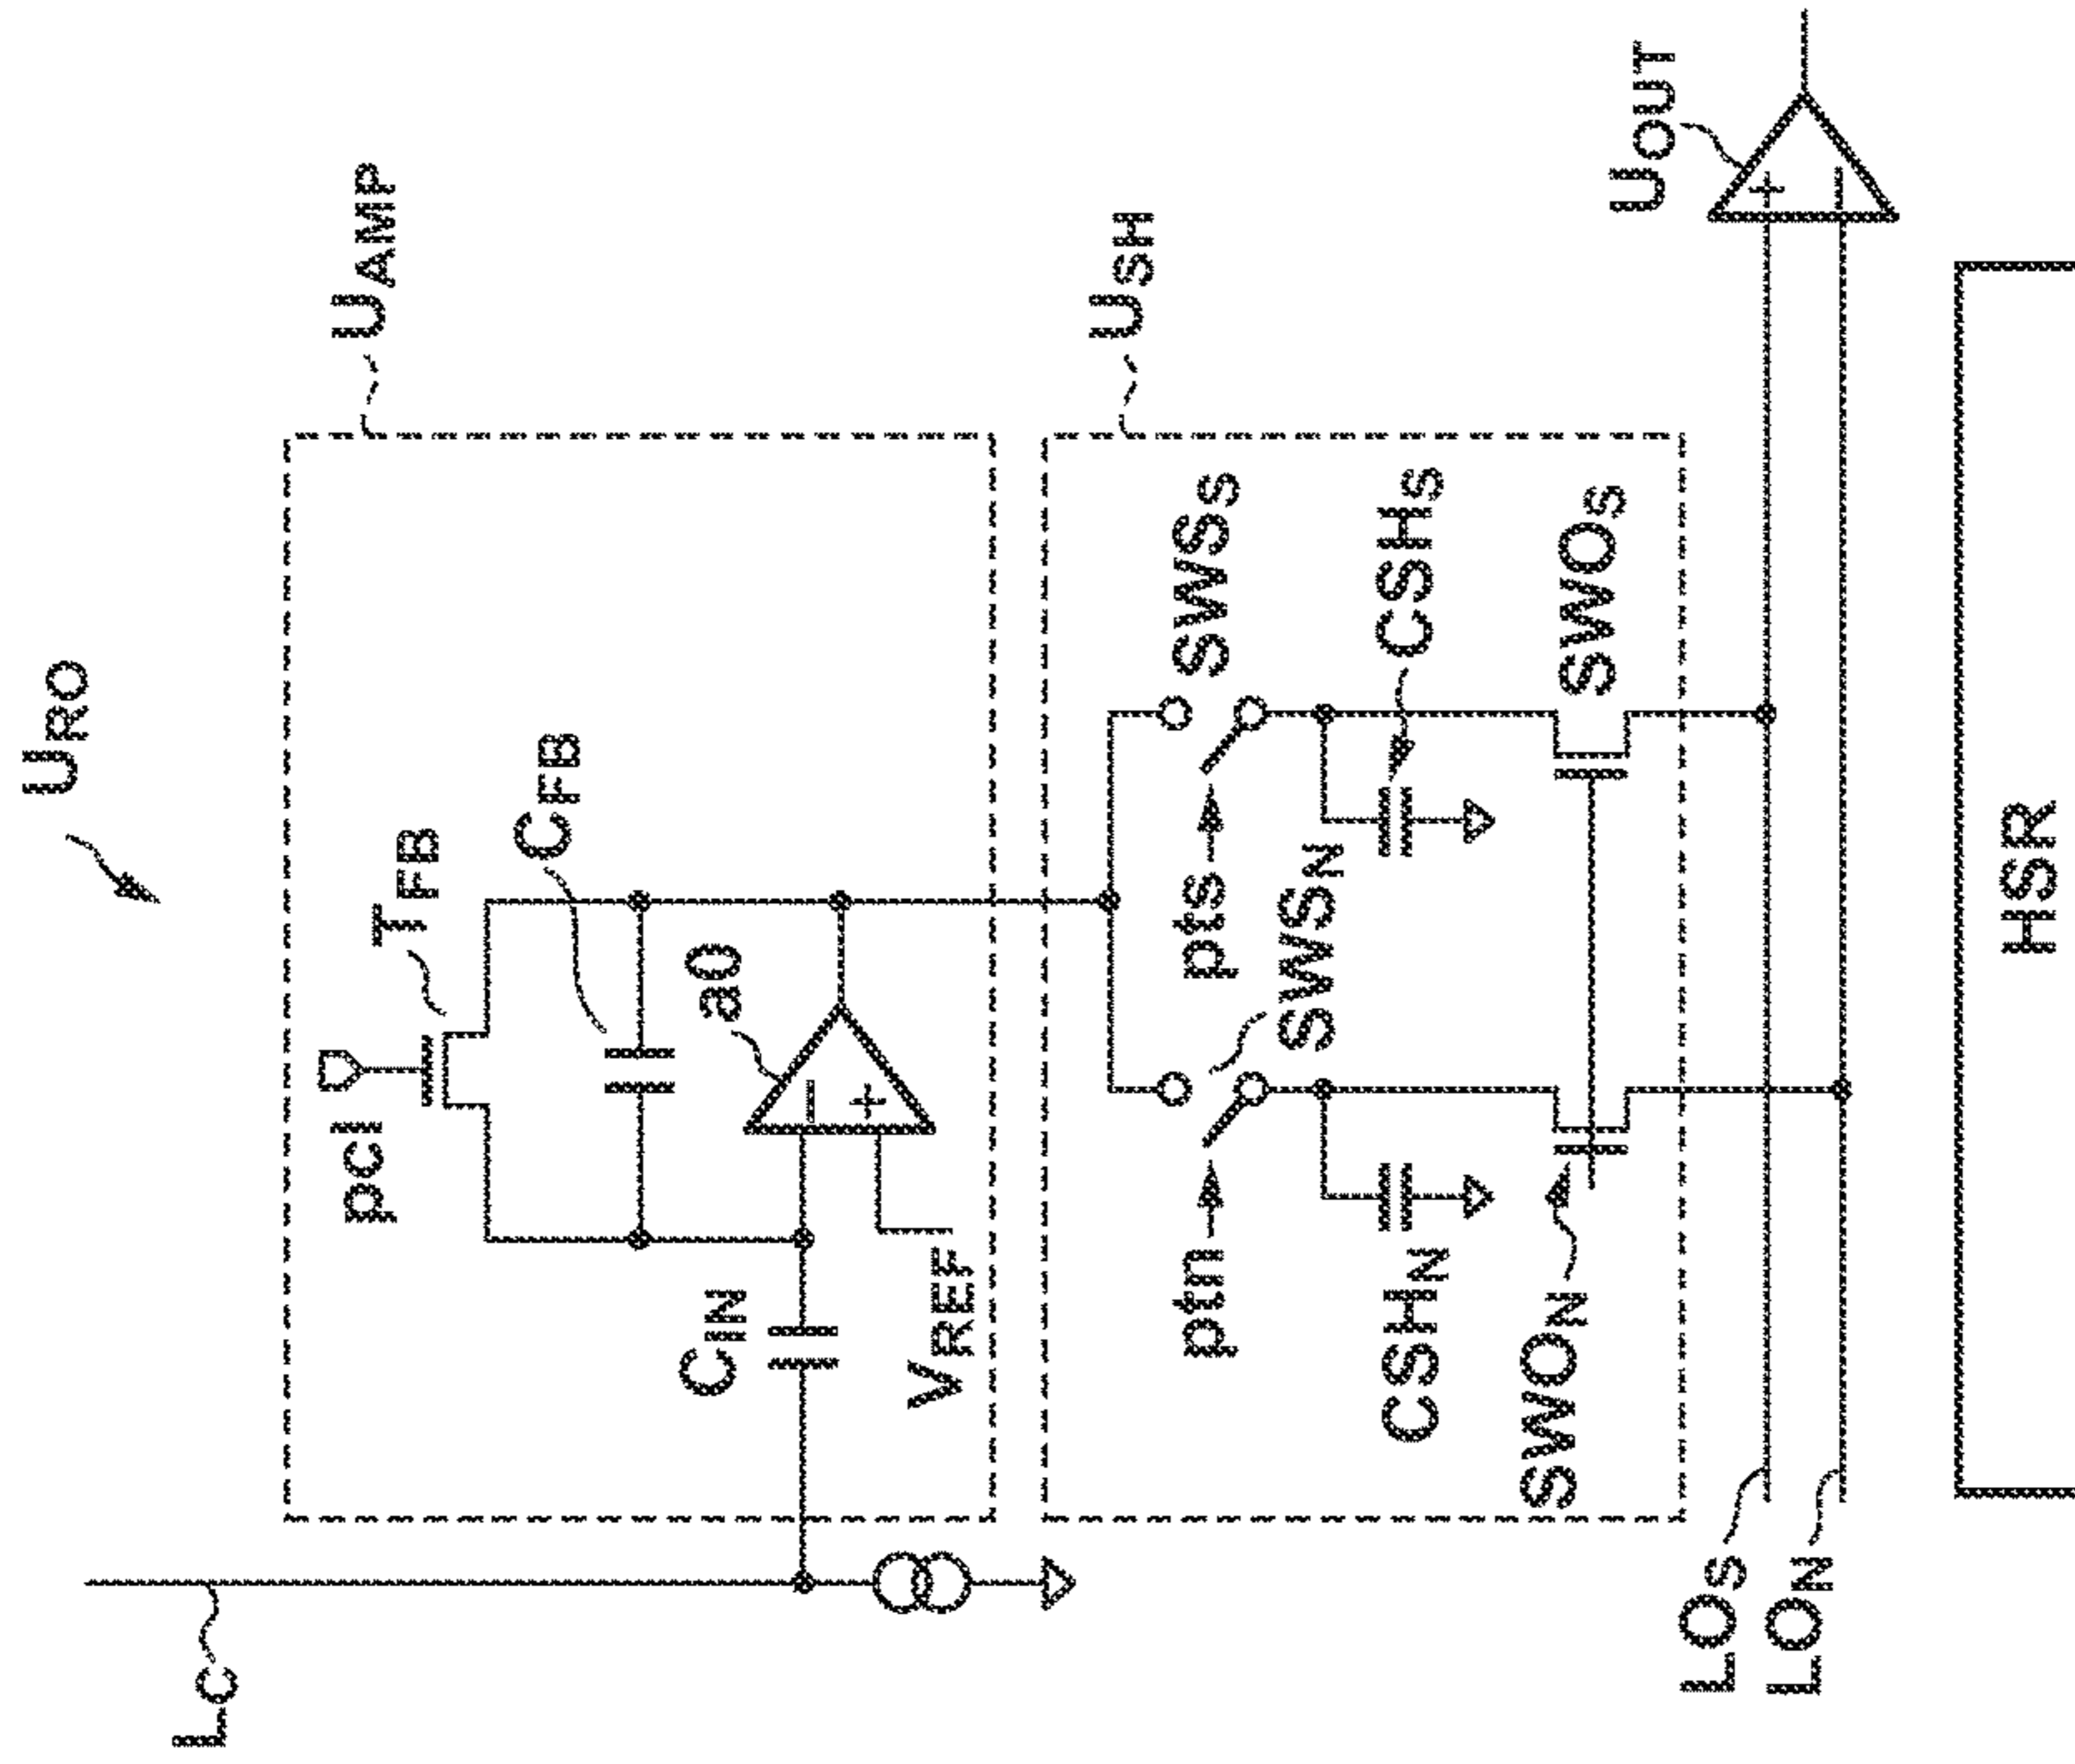 URO
LC
UAMP
pcl
TFB
CFB
a0
CIN
VREF
USH
ptn
pts
SWSS
SWSN
CSHN
CSHS
SWON
SWOS
LOS
LON
UOUT
HSR